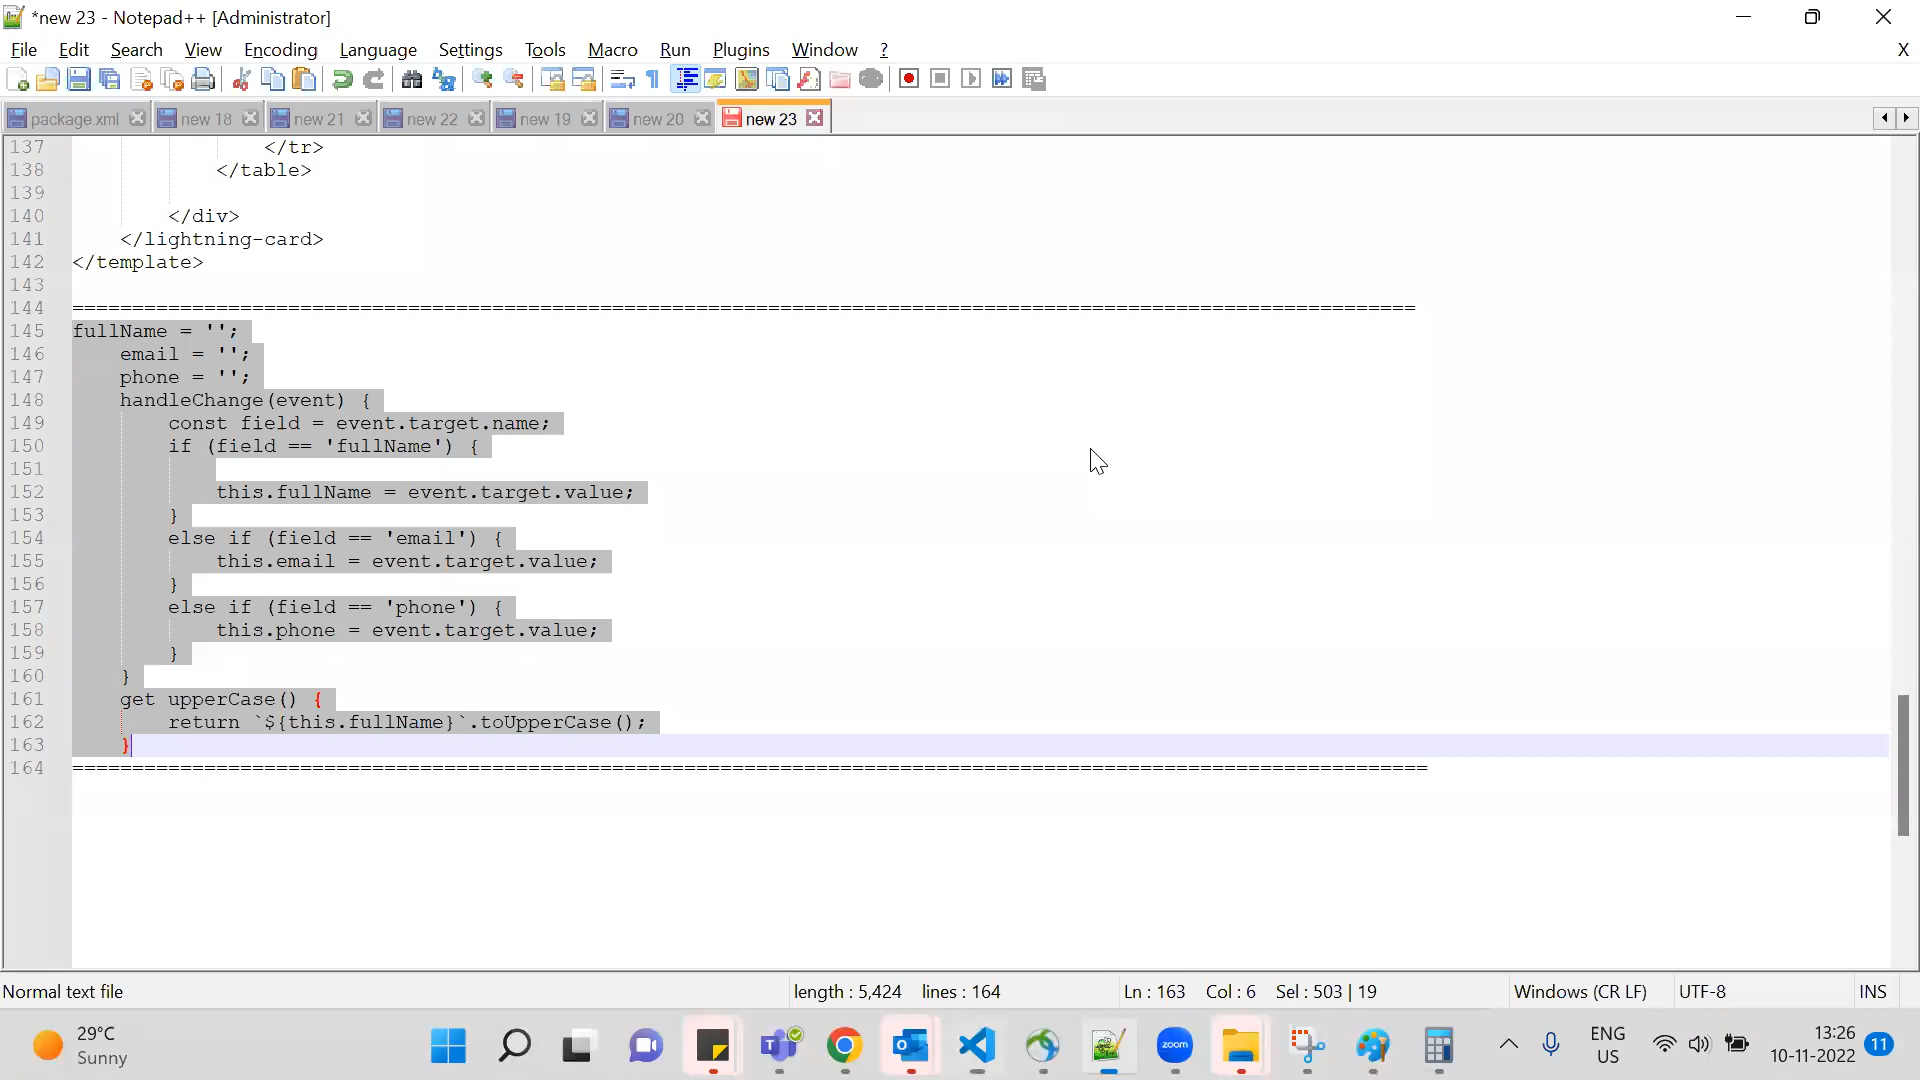 *new 23 - Notepad++ [Administrator]
File Edit Search View Encoding Language Settings Tools Macro Run Plugins Window ? X
package.xml new 18 new 21 new 22 new 19 new 20 new 23
137 </tr>
138 </table>
139
140 </div>
141 </lightning-card>
142 </template>
143
144 ================================================================================================================
145 fullName = '';
146 email = '';
147 phone = '';
148 handleChange(event) {
149 const field = event.target.name;
150 if (field == 'fullName') {
151
152 this.fullName = event.target.value;
153 }
154 else if (field == 'email') {
155 this.email = event.target.value;
156 }
157 else if (field == 'phone') {
158 this.phone = event.target.value;
159 }
160 }
161 get upperCase() {
162 return `${this.fullName}`.toUpperCase();
163 }
164 =================================================================================================================
Normal text file length : 5,424 lines : 164 Ln : 163 Col : 6 Sel : 503 | 19 Windows (CR LF) UTF-8 INS
29°C
Sunny
zoom
ENG
US
13:26
10-11-2022
11